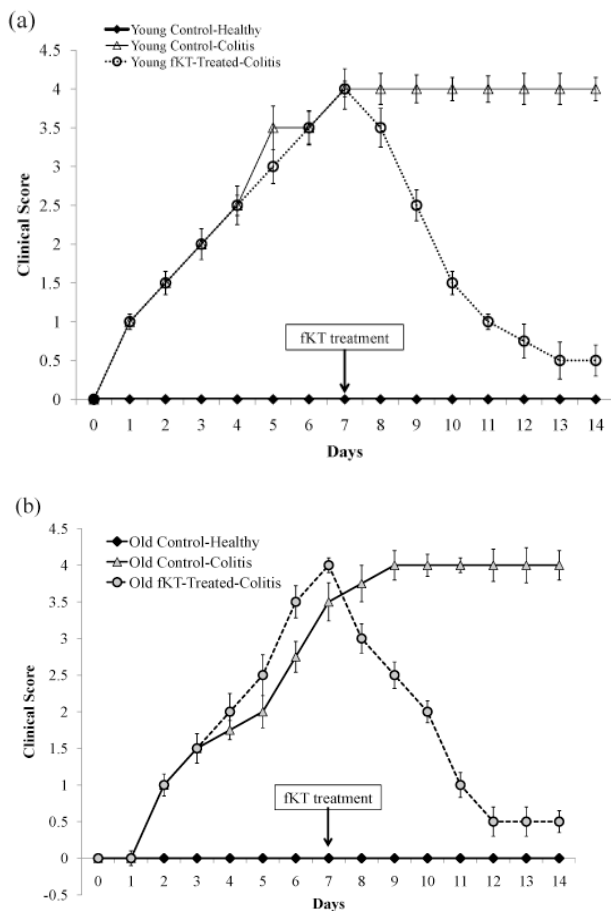 (a)
Young Control-Healthy
Young Control-Colitis
Young fKT-Treated-Colitis
4.5
4
3.5
3
2.5
2
1.5
1
0.5
0
Clinical Score
fKT treatment
0 1 2 3 4 5 6 7 8 9 10 11 12 13 14
Days
(b)
Old Control-Healthy
Old Control-Colitis
Old fKT-Treated-Colitis
4.5
4
3.5
3
2.5
2
1.5
1
0.5
0
-0.5
Clinical Score
fKT treatment
0 1 2 3 4 5 6 7 8 9 10 11 12 13 14
Days